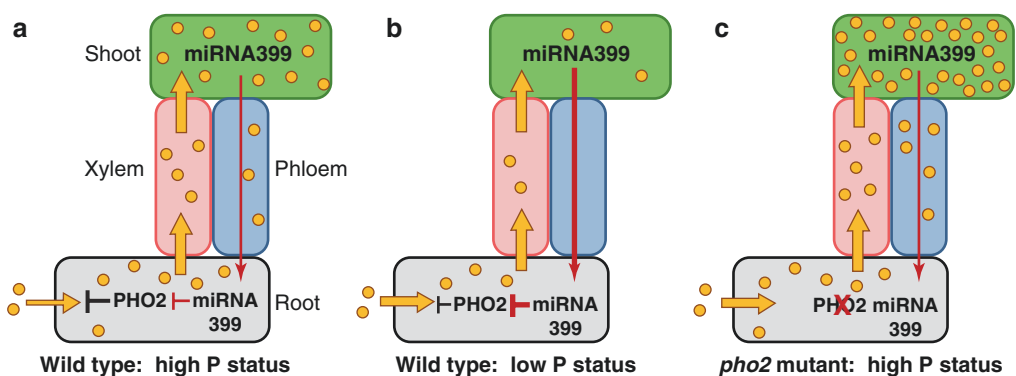 a
Shoot
miRNA399
Xylem
Phloem
PHO2
miRNA
399
Root
Wild type: high P status
b
miRNA399
PHO2
miRNA
399
Wild type: low P status
c
miRNA399
PHO2
miRNA
399
pho2 mutant: high P status